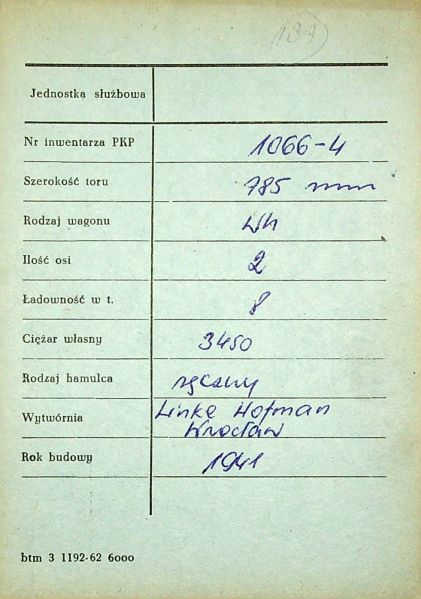 181)
Jednostka służbowa
Nr inwentarza PKP 1066-4
Szerokość toru 785 mm
Rodzaj wagonu Wh
Ilość osi 2
Ładowność w t. 8
Ciężar własny 3450
Rodzaj hamulca ręczny
Wytwórnia Linke Hofman
Wrocław
Rok budowy 1941
btm 3 1192-62 6000